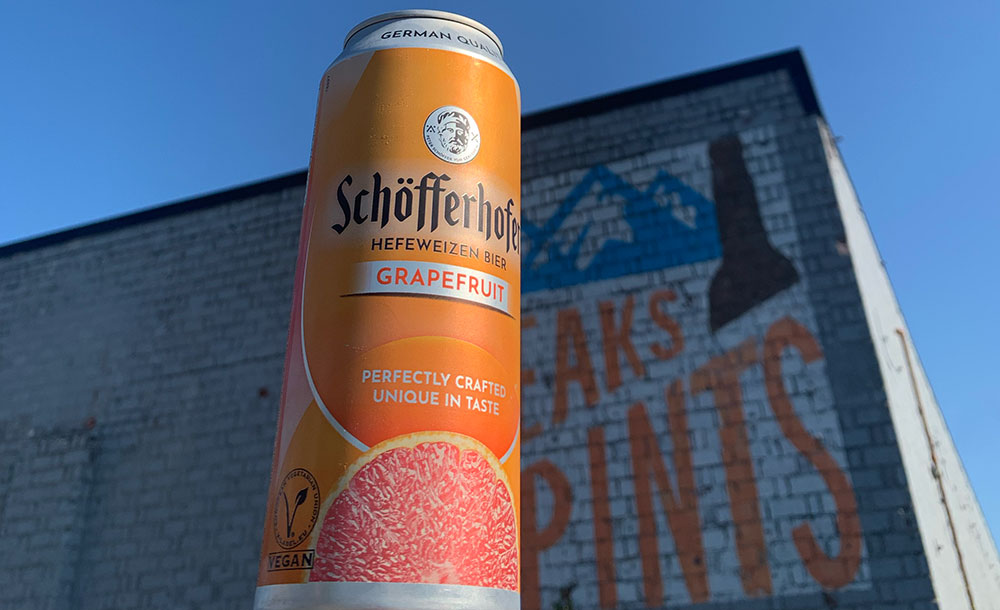 GERMAN QUAL
Schöfferhofer
HEFEWEIZEN BIER
GRAPEFRUIT
PERFECTLY CRAFTED
UNIQUE IN TASTE
VEGAN
EAKS
PINTS